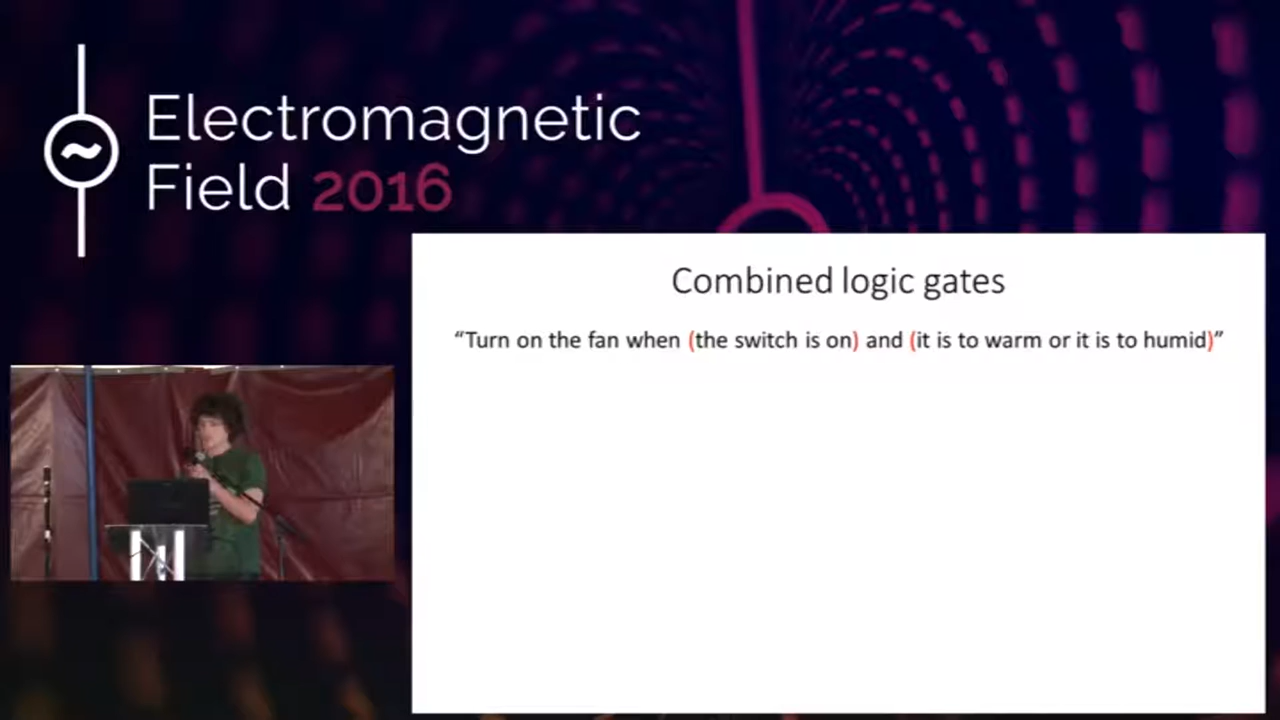 Electromagnetic
Field 2016
Combined logic gates
“Turn on the fan when (the switch is on) and (it is to warm or it is to humid)”